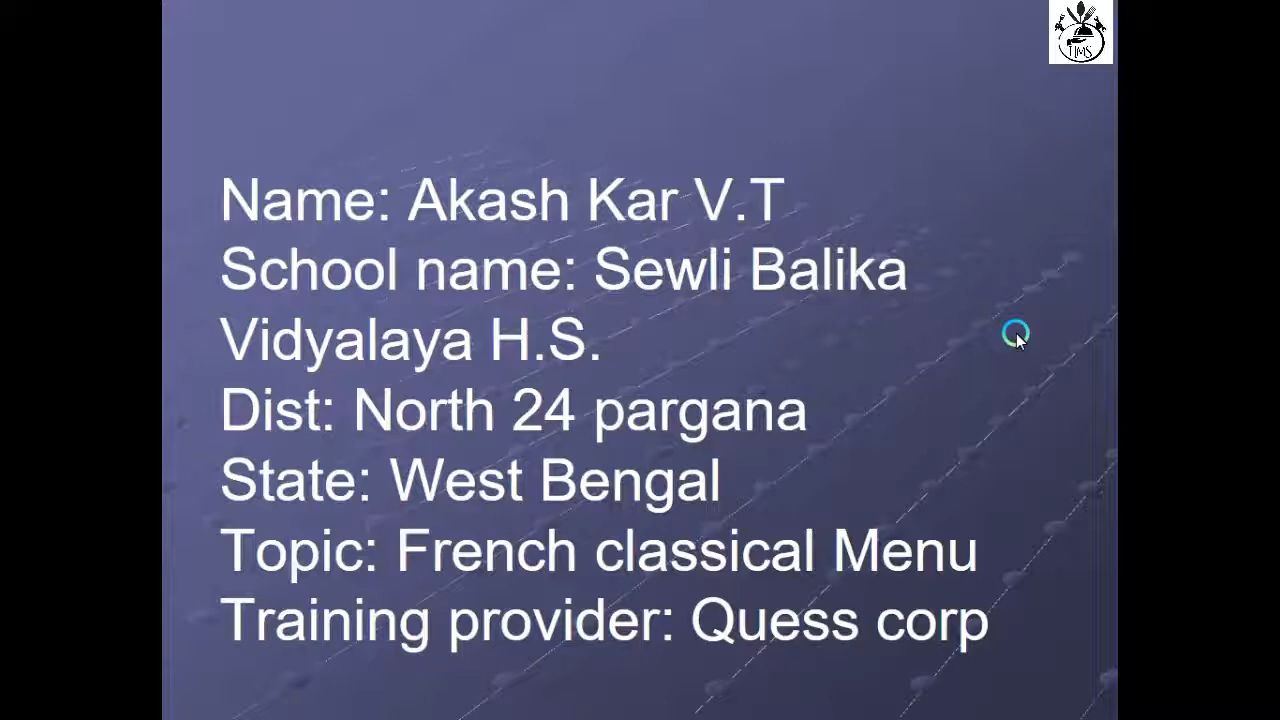 HMS
Name: Akash Kar V.T
School name: Sewli Balika
Vidyalaya H.S.
Dist: North 24 pargana
State: West Bengal
Topic: French classical Menu
Training provider: Quess corp